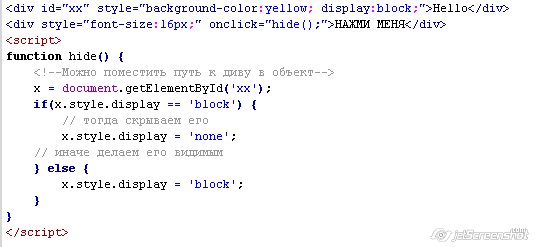 <div id="xx" style="background-color:yellow; display:block;">Hello</div>
<div style="font-size:16px;" onclick="hide();">НАЖМИ МЕНЯ</div>
<script>
function hide() {
    <!--Можно поместить путь к диву в объект-->
    x = document.getElementById('xx');
    if(x.style.display == 'block') {
        // тогда скрываем его
        x.style.display = 'none';
    // иначе делаем его видимым
    } else {
        x.style.display = 'block';
    }
}
</script>
jetScreenshot